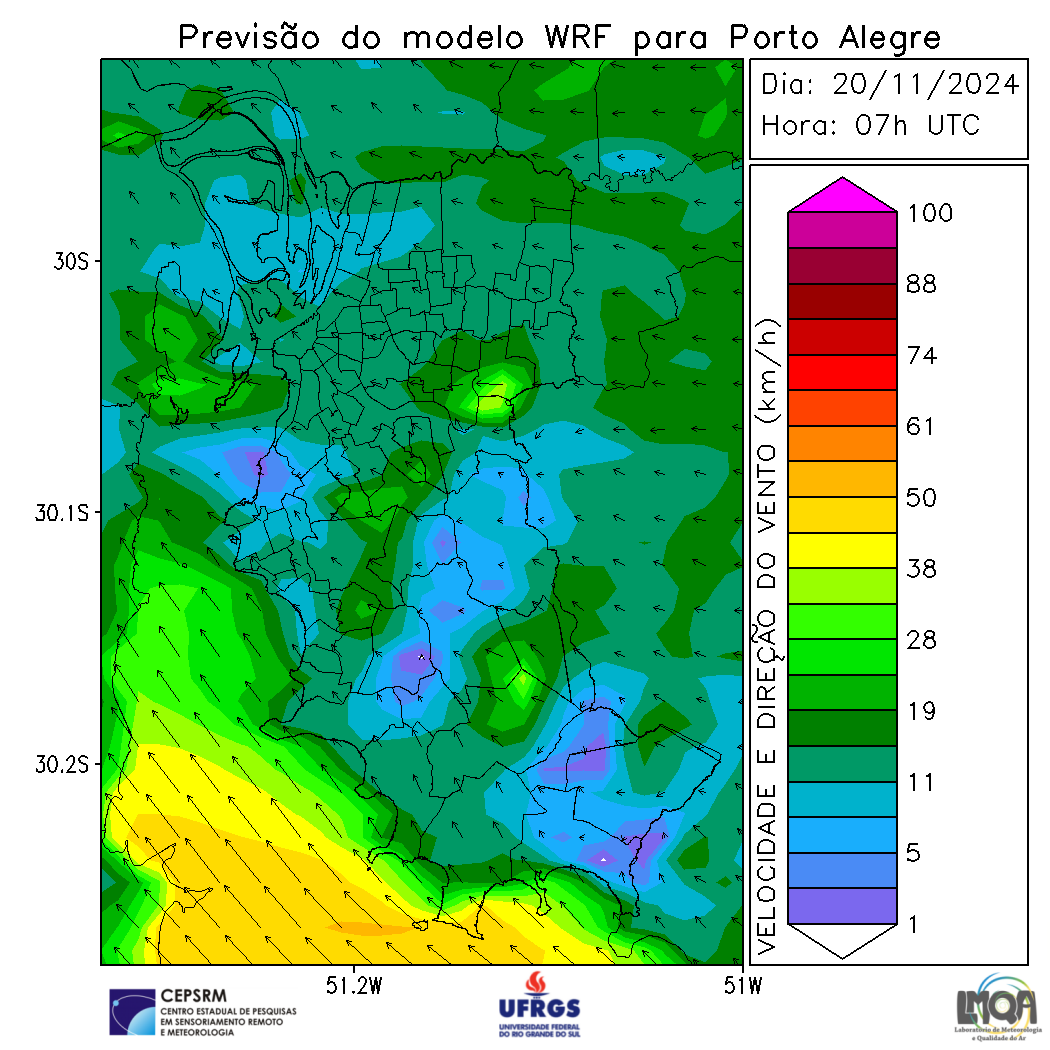 Previsão do modelo WRF para Porto Alegre
Dia: 20/11/2024
Hora: 07h UTC
30S
30.1S
30.2S
51.2W
51W
VELOCIDADE E DIREÇÃO DO VENTO (km/h)
100
88
74
61
50
38
28
19
11
5
1
CEPSRM
CENTRO ESTADUAL DE PESQUISAS
EM SENSORIAMENTO REMOTO
E METEOROLOGIA
UFRGS
UNIVERSIDADE FEDERAL
DO RIO GRANDE DO SUL
LMQA
Laboratório de Meteorologia
e Qualidade do Ar